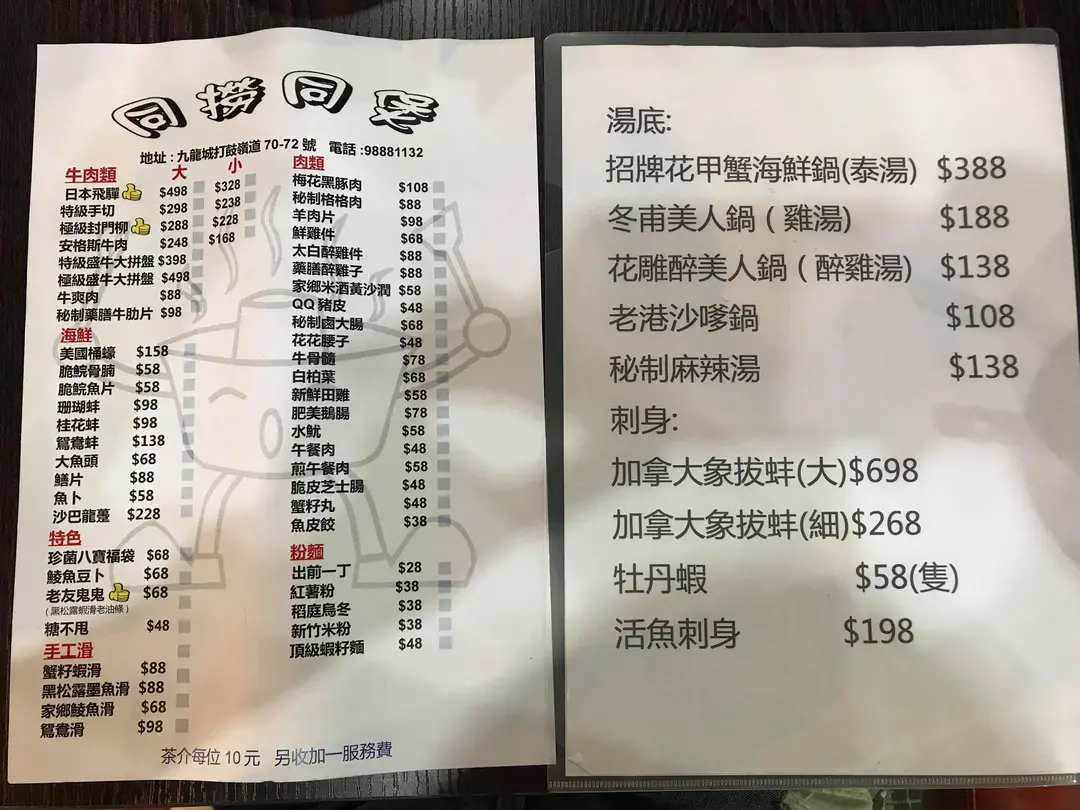 同撈同煲
地址 : 九龍城打鼓嶺道 70-72 號 電話 :98881132
牛肉類 大 小
日本飛驒 $498 $328
特級手切 $298 $238
極級封門柳 $288 $228
安格斯牛肉 $248 $168
特級盛牛大拼盤 $398
極級盛牛大拼盤 $498
牛爽肉 $88
秘制藥膳牛肋片 $98
海鮮
美國桶蠔 $158
脆鯇骨腩 $58
脆鯇魚片 $58
珊瑚蚌 $98
桂花蚌 $98
鴛鴦蚌 $138
大魚頭 $68
鱔片 $88
魚卜 $58
沙巴龍躉 $228
特色
珍菌八寶福袋 $68
鯪魚豆卜 $68
老友鬼鬼 $68
(黑松露蝦滑老油條)
糖不甩 $48
手工滑
蟹籽蝦滑 $88
黑松露墨魚滑 $88
家鄉鯪魚滑 $68
鴛鴦滑 $98
肉類
梅花黑豚肉 $108
秘制格格肉 $88
羊肉片 $98
鮮雞件 $68
太白醉雞件 $88
藥膳醉雞子 $88
家鄉米酒黃沙潤 $58
QQ 豬皮 $48
秘制鹵大腸 $68
花花腰子 $48
牛骨髓 $78
白柏葉 $68
新鮮田雞 $58
肥美鵝腸 $78
水魷 $58
午餐肉 $48
煎午餐肉 $58
脆皮芝士腸 $48
蟹籽丸 $48
魚皮餃 $38
粉麵
出前一丁 $28
紅薯粉 $38
稻庭烏冬 $38
新竹米粉 $38
頂級蝦籽麵 $48
茶介每位 10 元 另收加一服務費
湯底:
招牌花甲蟹海鮮鍋(泰湯) $388
冬甫美人鍋 ( 雞湯) $188
花雕醉美人鍋 ( 醉雞湯) $138
老港沙嗲鍋 $108
秘制麻辣湯 $138
刺身:
加拿大象拔蚌(大)$698
加拿大象拔蚌(細)$268
牡丹蝦 $58(隻)
活魚刺身 $198